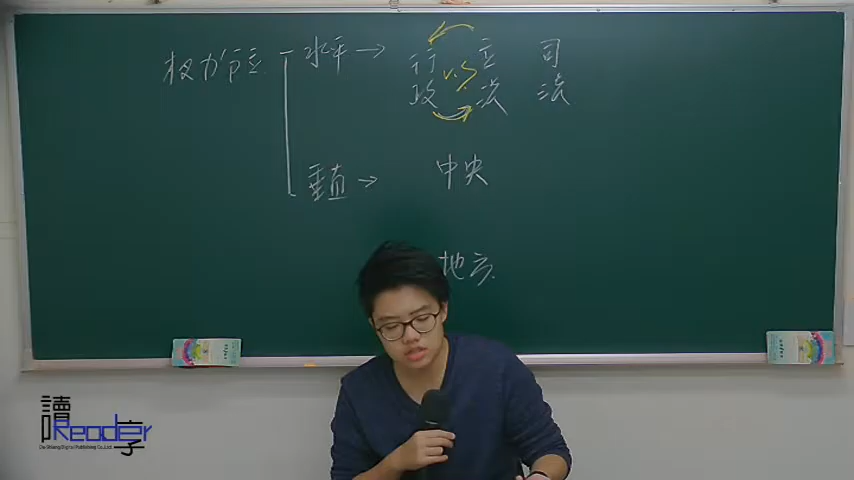 权力分立
水平→
行政
vs
立法
司法
垂直→
中央
地方
讀享
Reader